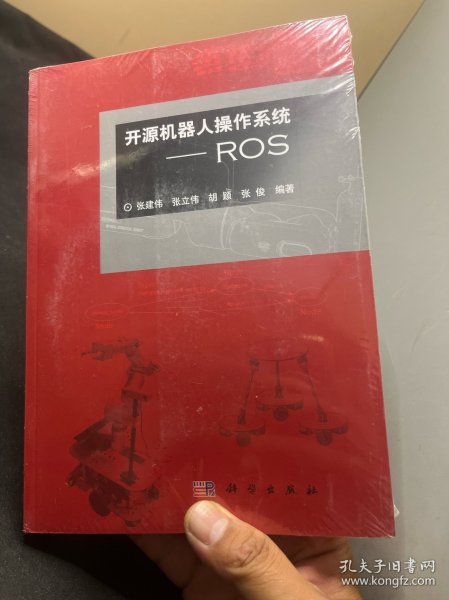 开源机器人操作系统
— ROS
张建伟 张立伟 胡颖 张俊 编著
科学出版社
孔夫子旧书网
www.kongfz.com